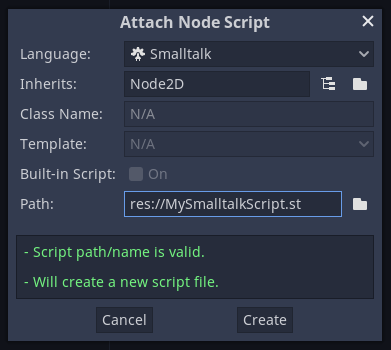 Attach Node Script
Language: Smalltalk
Inherits: Node2D
Class Name: N/A
Template: N/A
Built-in Script: On
Path: res://MySmalltalkScript.st
- Script path/name is valid.
- Will create a new script file.
Cancel Create